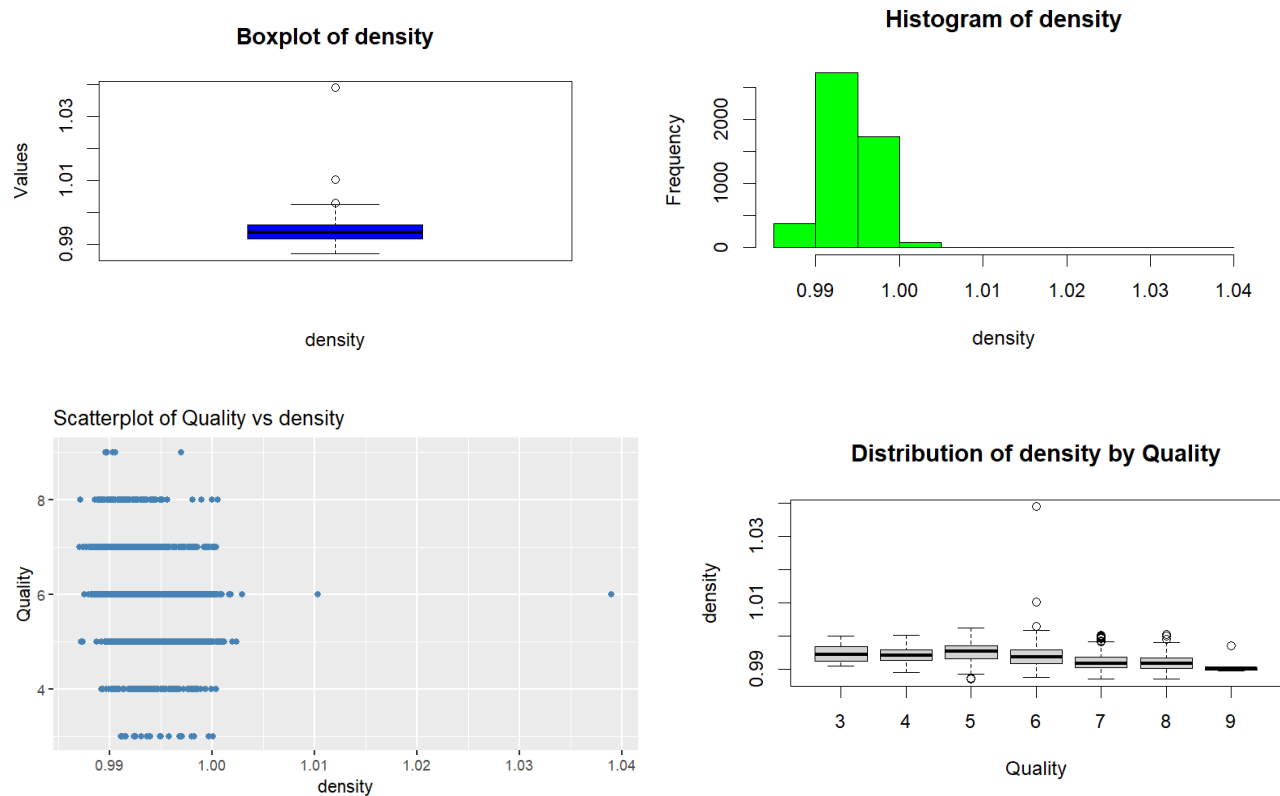 Boxplot of density
Values
0.99 1.01 1.03
density
Histogram of density
Frequency
0 1000 2000
0.99 1.00 1.01 1.02 1.03 1.04
density
Scatterplot of Quality vs density
Quality
8
6
4
0.99 1.00 1.01 1.02 1.03 1.04
density
Distribution of density by Quality
density
0.99 1.01 1.03
3 4 5 6 7 8 9
Quality